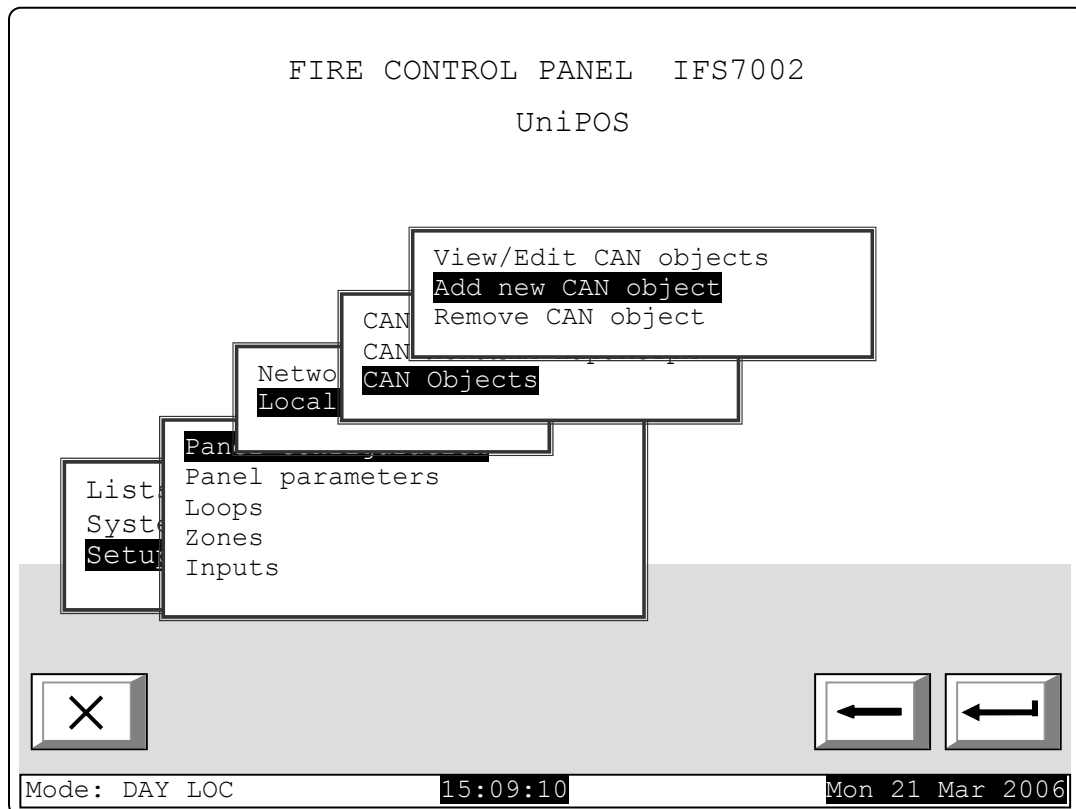 FIRE CONTROL PANEL IFS7002
UniPOS
View/Edit CAN objects
Add new CAN object
Remove CAN object
CAN
CAN
CAN Objects
Netwo
Local
Panel
Panel parameters
Loops
Zones
Inputs
Lists
Syste
Setup
Mode: DAY LOC 15:09:10 Mon 21 Mar 2006